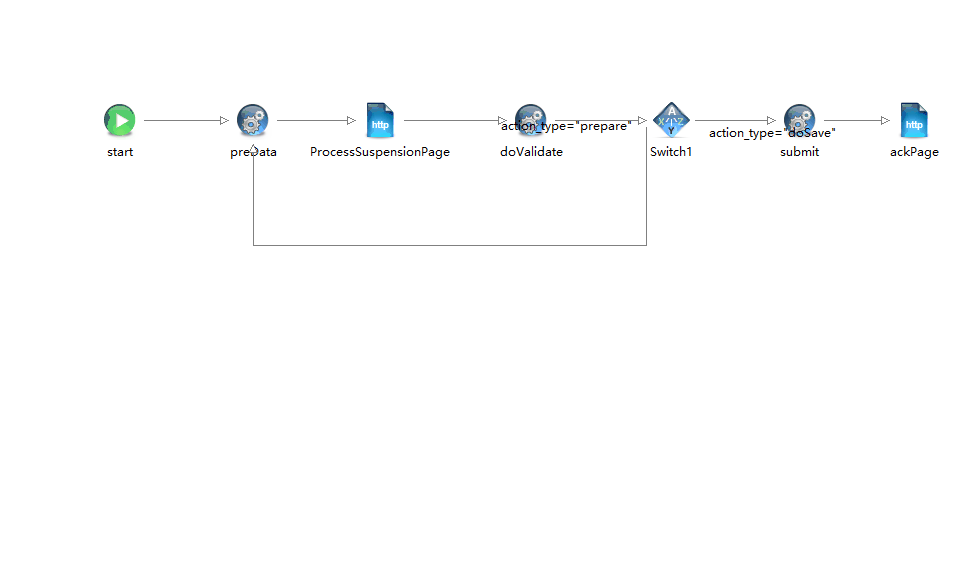 http
http
action_type="prepare"
action_type="doSave"
start
preData
ProcessSuspensionPage
doValidate
Switch1
submit
ackPage